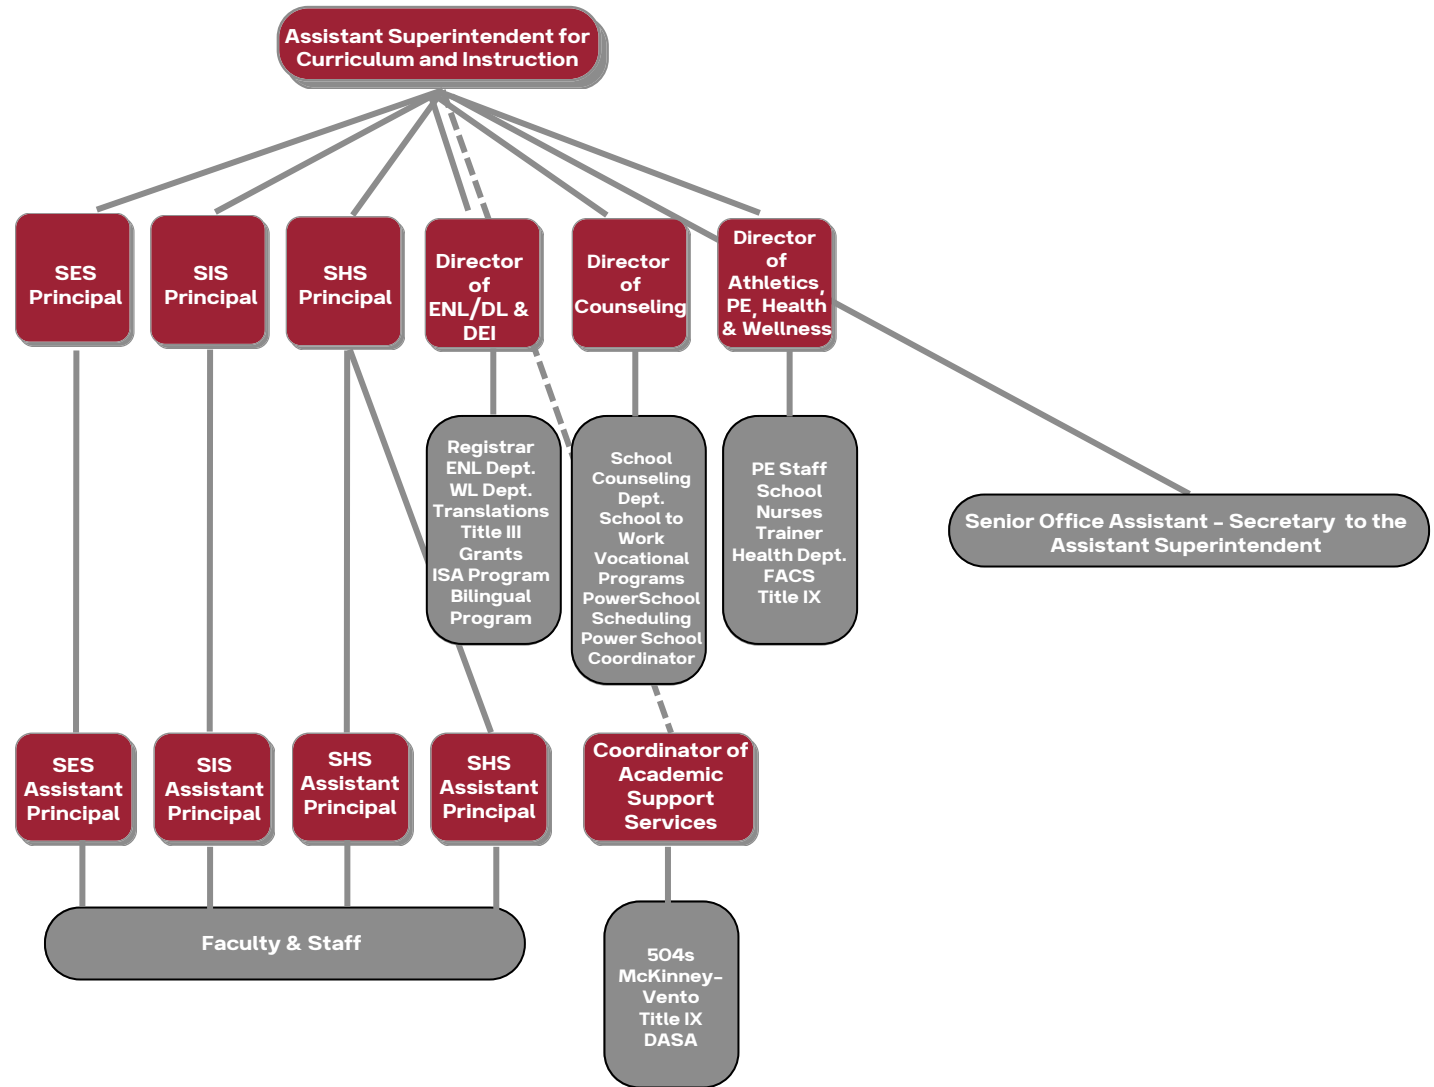 Assistant Superintendent for
Curriculum and Instruction
SES
Principal
SIS
Principal
SHS
Principal
Director
of
ENL/DL &
DEI
Director
of
Counseling
Director
of
Athletics,
PE, Health
& Wellness
Registrar
ENL Dept.
WL Dept.
Translations
Title III
Grants
ISA Program
Bilingual
Program
School
Counseling
Dept.
School to
Work
Vocational
Programs
PowerSchool
Scheduling
Power School
Coordinator
PE Staff
School
Nurses
Trainer
Health Dept.
FACS
Title IX
Senior Office Assistant - Secretary to the
Assistant Superintendent
SES
Assistant
Principal
SIS
Assistant
Principal
SHS
Assistant
Principal
SHS
Assistant
Principal
Coordinator of
Academic
Support
Services
Faculty & Staff
504s
McKinney-
Vento
Title IX
DASA